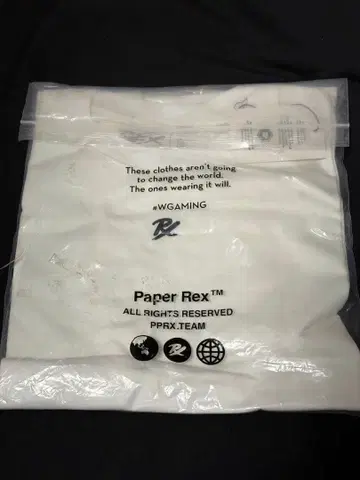 These clothes aren't going
to change the world.
The ones wearing it will.
#WGAMING
Paper Rex™
ALL RIGHTS RESERVED
PPRX.TEAM